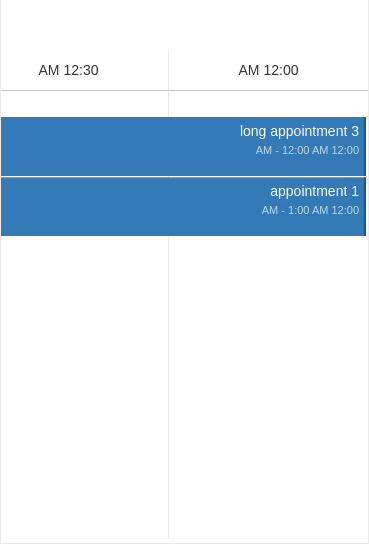 AM 12:30
AM 12:00
long appointment 3
AM - 12:00 AM 12:00
appointment 1
AM - 1:00 AM 12:00